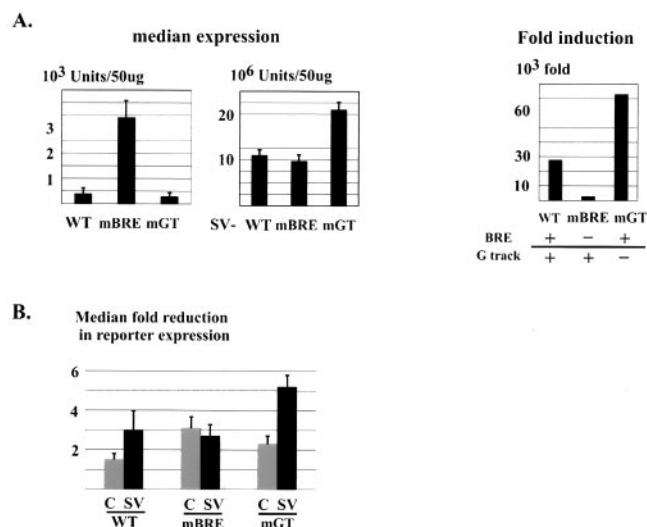 A.
median expression
Fold induction
10³ Units/50ug
10⁶ Units/50ug
10³ fold
3
2
1
WT mBRE mGT
20
10
SV- WT mBRE mGT
60
30
10
WT mBRE mGT
BRE + − +
G track + + −
B.
Median fold reduction
in reporter expression
6
4
2
C SV C SV C SV
WT mBRE mGT